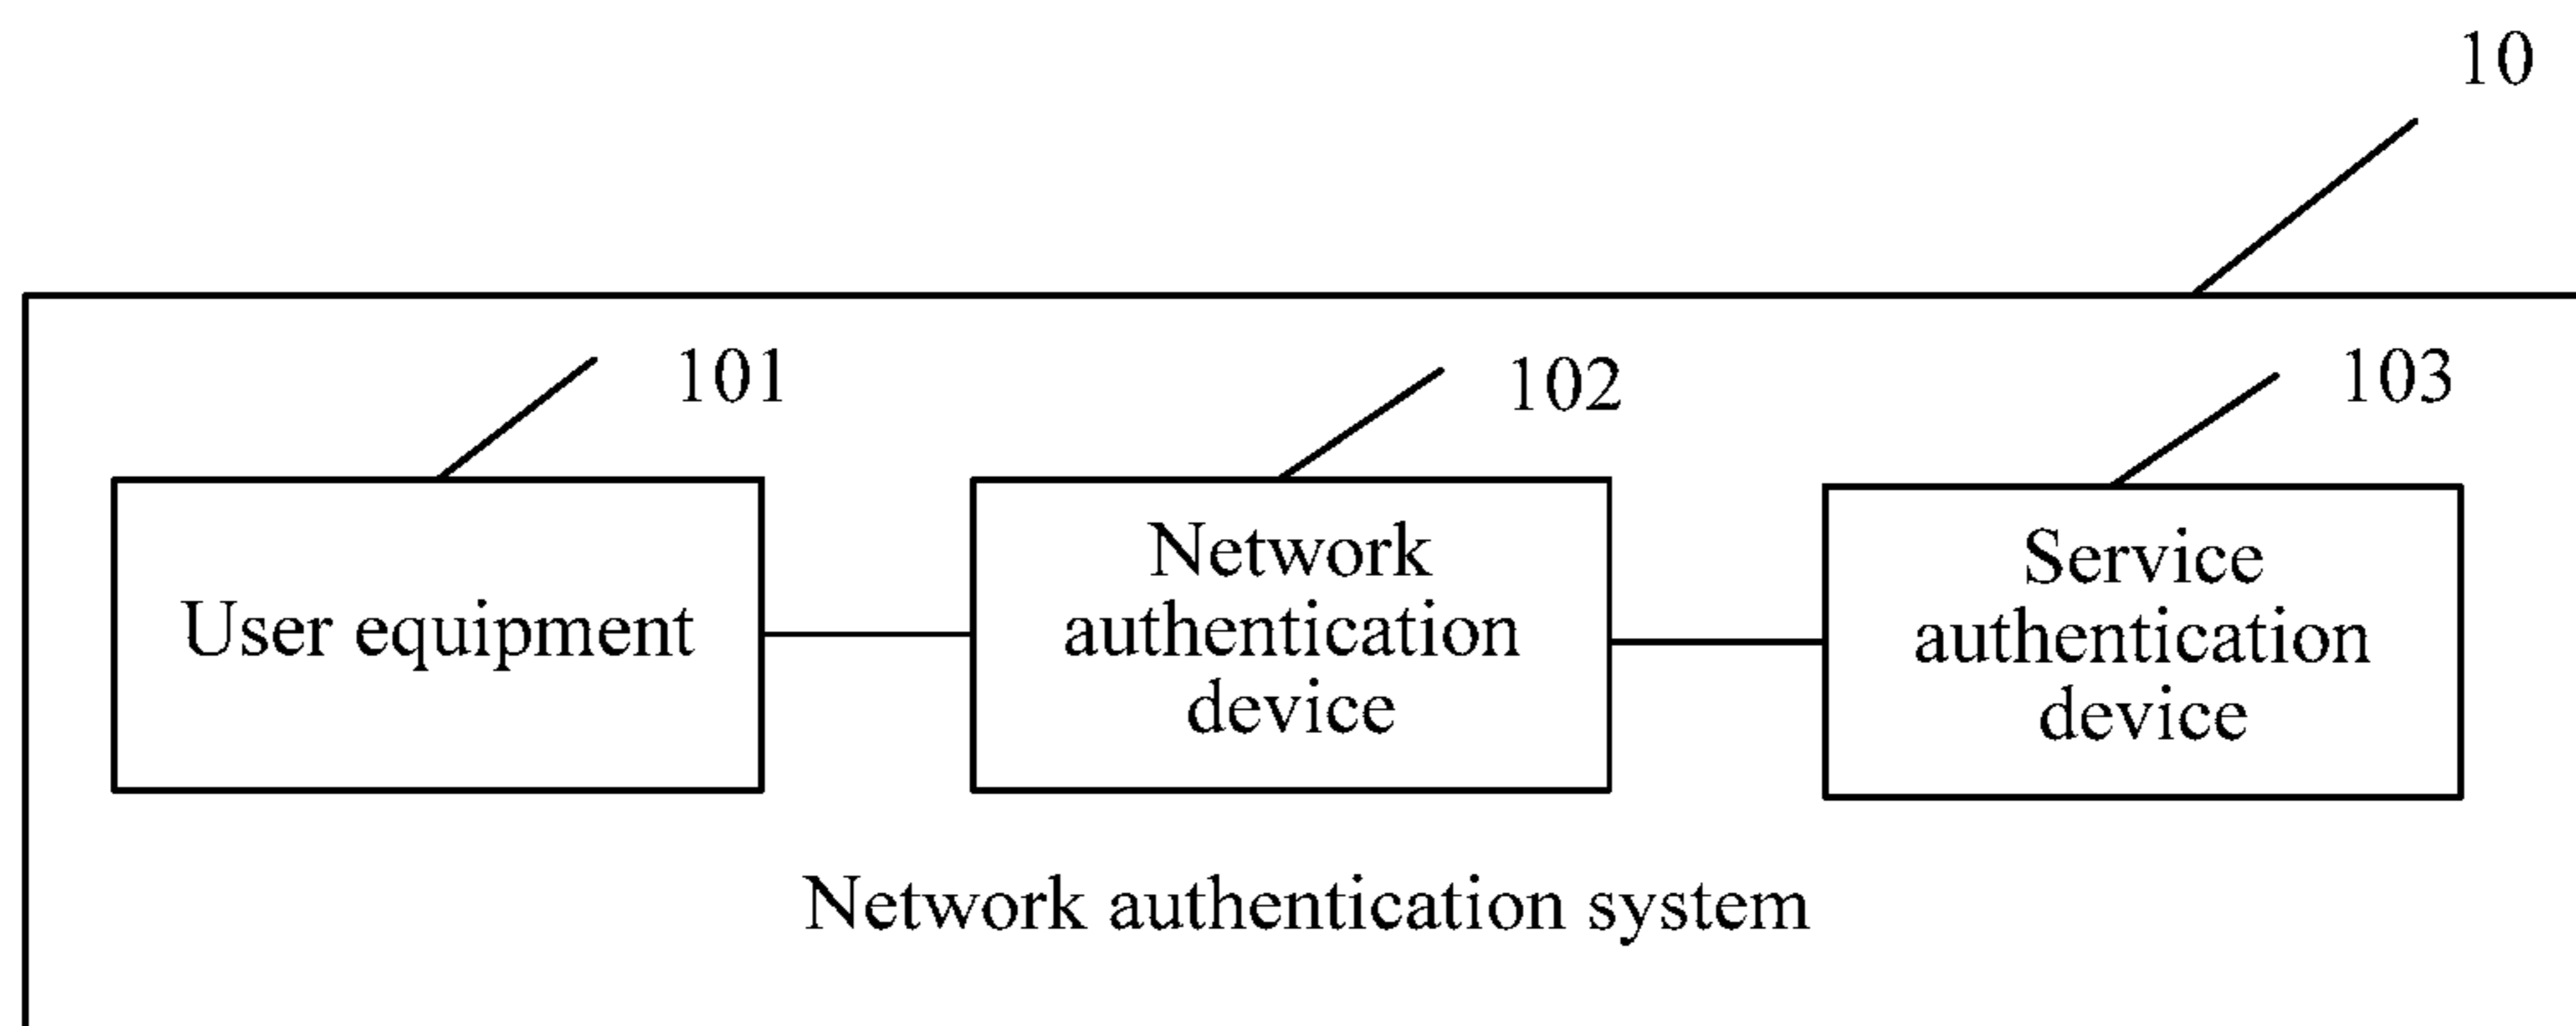 10
101
102
103
User equipment
Network
authentication
device
Service
authentication
device
Network authentication system